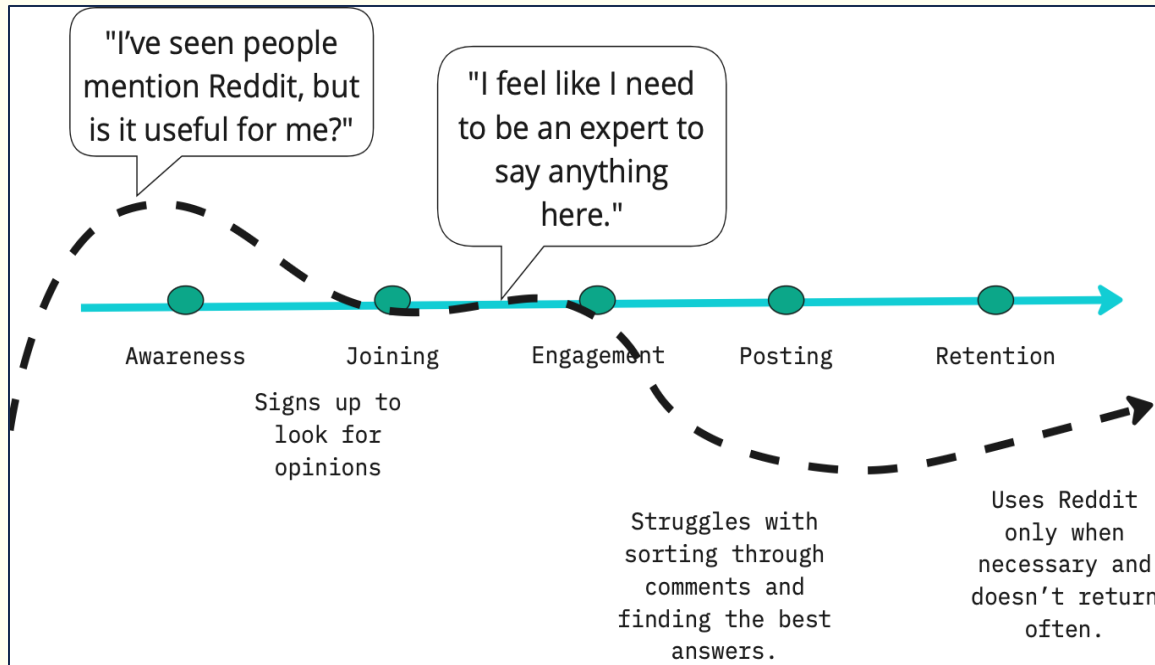 "I’ve seen people
mention Reddit, but
is it useful for me?"
"I feel like I need
to be an expert to
say anything
here."
Awareness
Joining
Engagement
Posting
Retention
Signs up to
look for
opinions
Struggles with
sorting through
comments and
finding the best
answers.
Uses Reddit
only when
necessary and
doesn’t return
often.